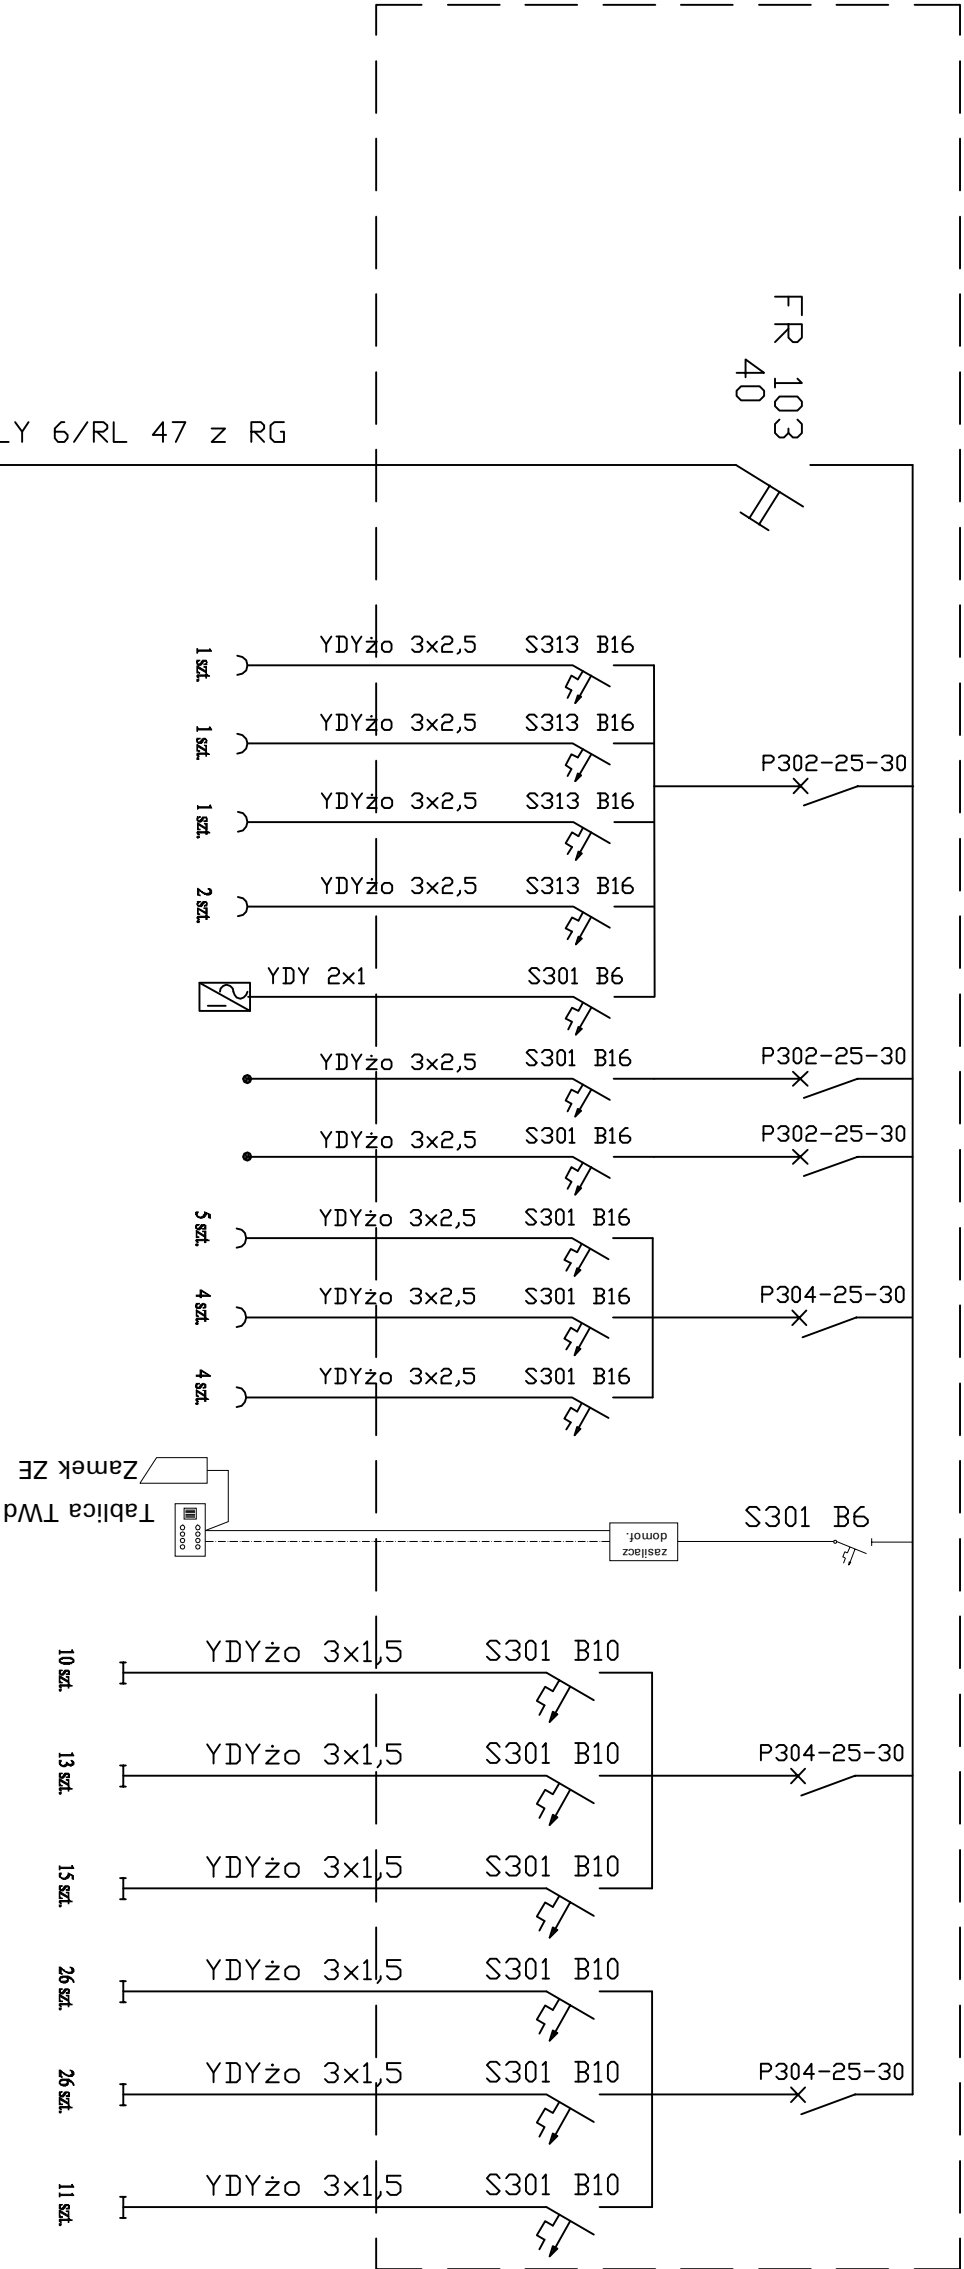 FR 103
40
LY 6/RL 47 z RG
1 szt.
YDYżo 3x2,5
S313 B16
1 szt.
YDYżo 3x2,5
S313 B16
P302-25-30
1 szt.
YDYżo 3x2,5
S313 B16
2 szt.
YDYżo 3x2,5
S313 B16
YDY 2x1
S301 B6
YDYżo 3x2,5
S301 B16
P302-25-30
YDYżo 3x2,5
S301 B16
P302-25-30
5 szt.
YDYżo 3x2,5
S301 B16
4 szt.
YDYżo 3x2,5
S301 B16
P304-25-30
4 szt.
YDYżo 3x2,5
S301 B16
Zamek ZE
Tablica TWd
zasilacz
domof.
S301 B6
10 szt.
YDYżo 3x1,5
S301 B10
13 szt.
YDYżo 3x1,5
S301 B10
P304-25-30
15 szt.
YDYżo 3x1,5
S301 B10
26 szt.
YDYżo 3x1,5
S301 B10
26 szt.
YDYżo 3x1,5
S301 B10
P304-25-30
11 szt.
YDYżo 3x1,5
S301 B10